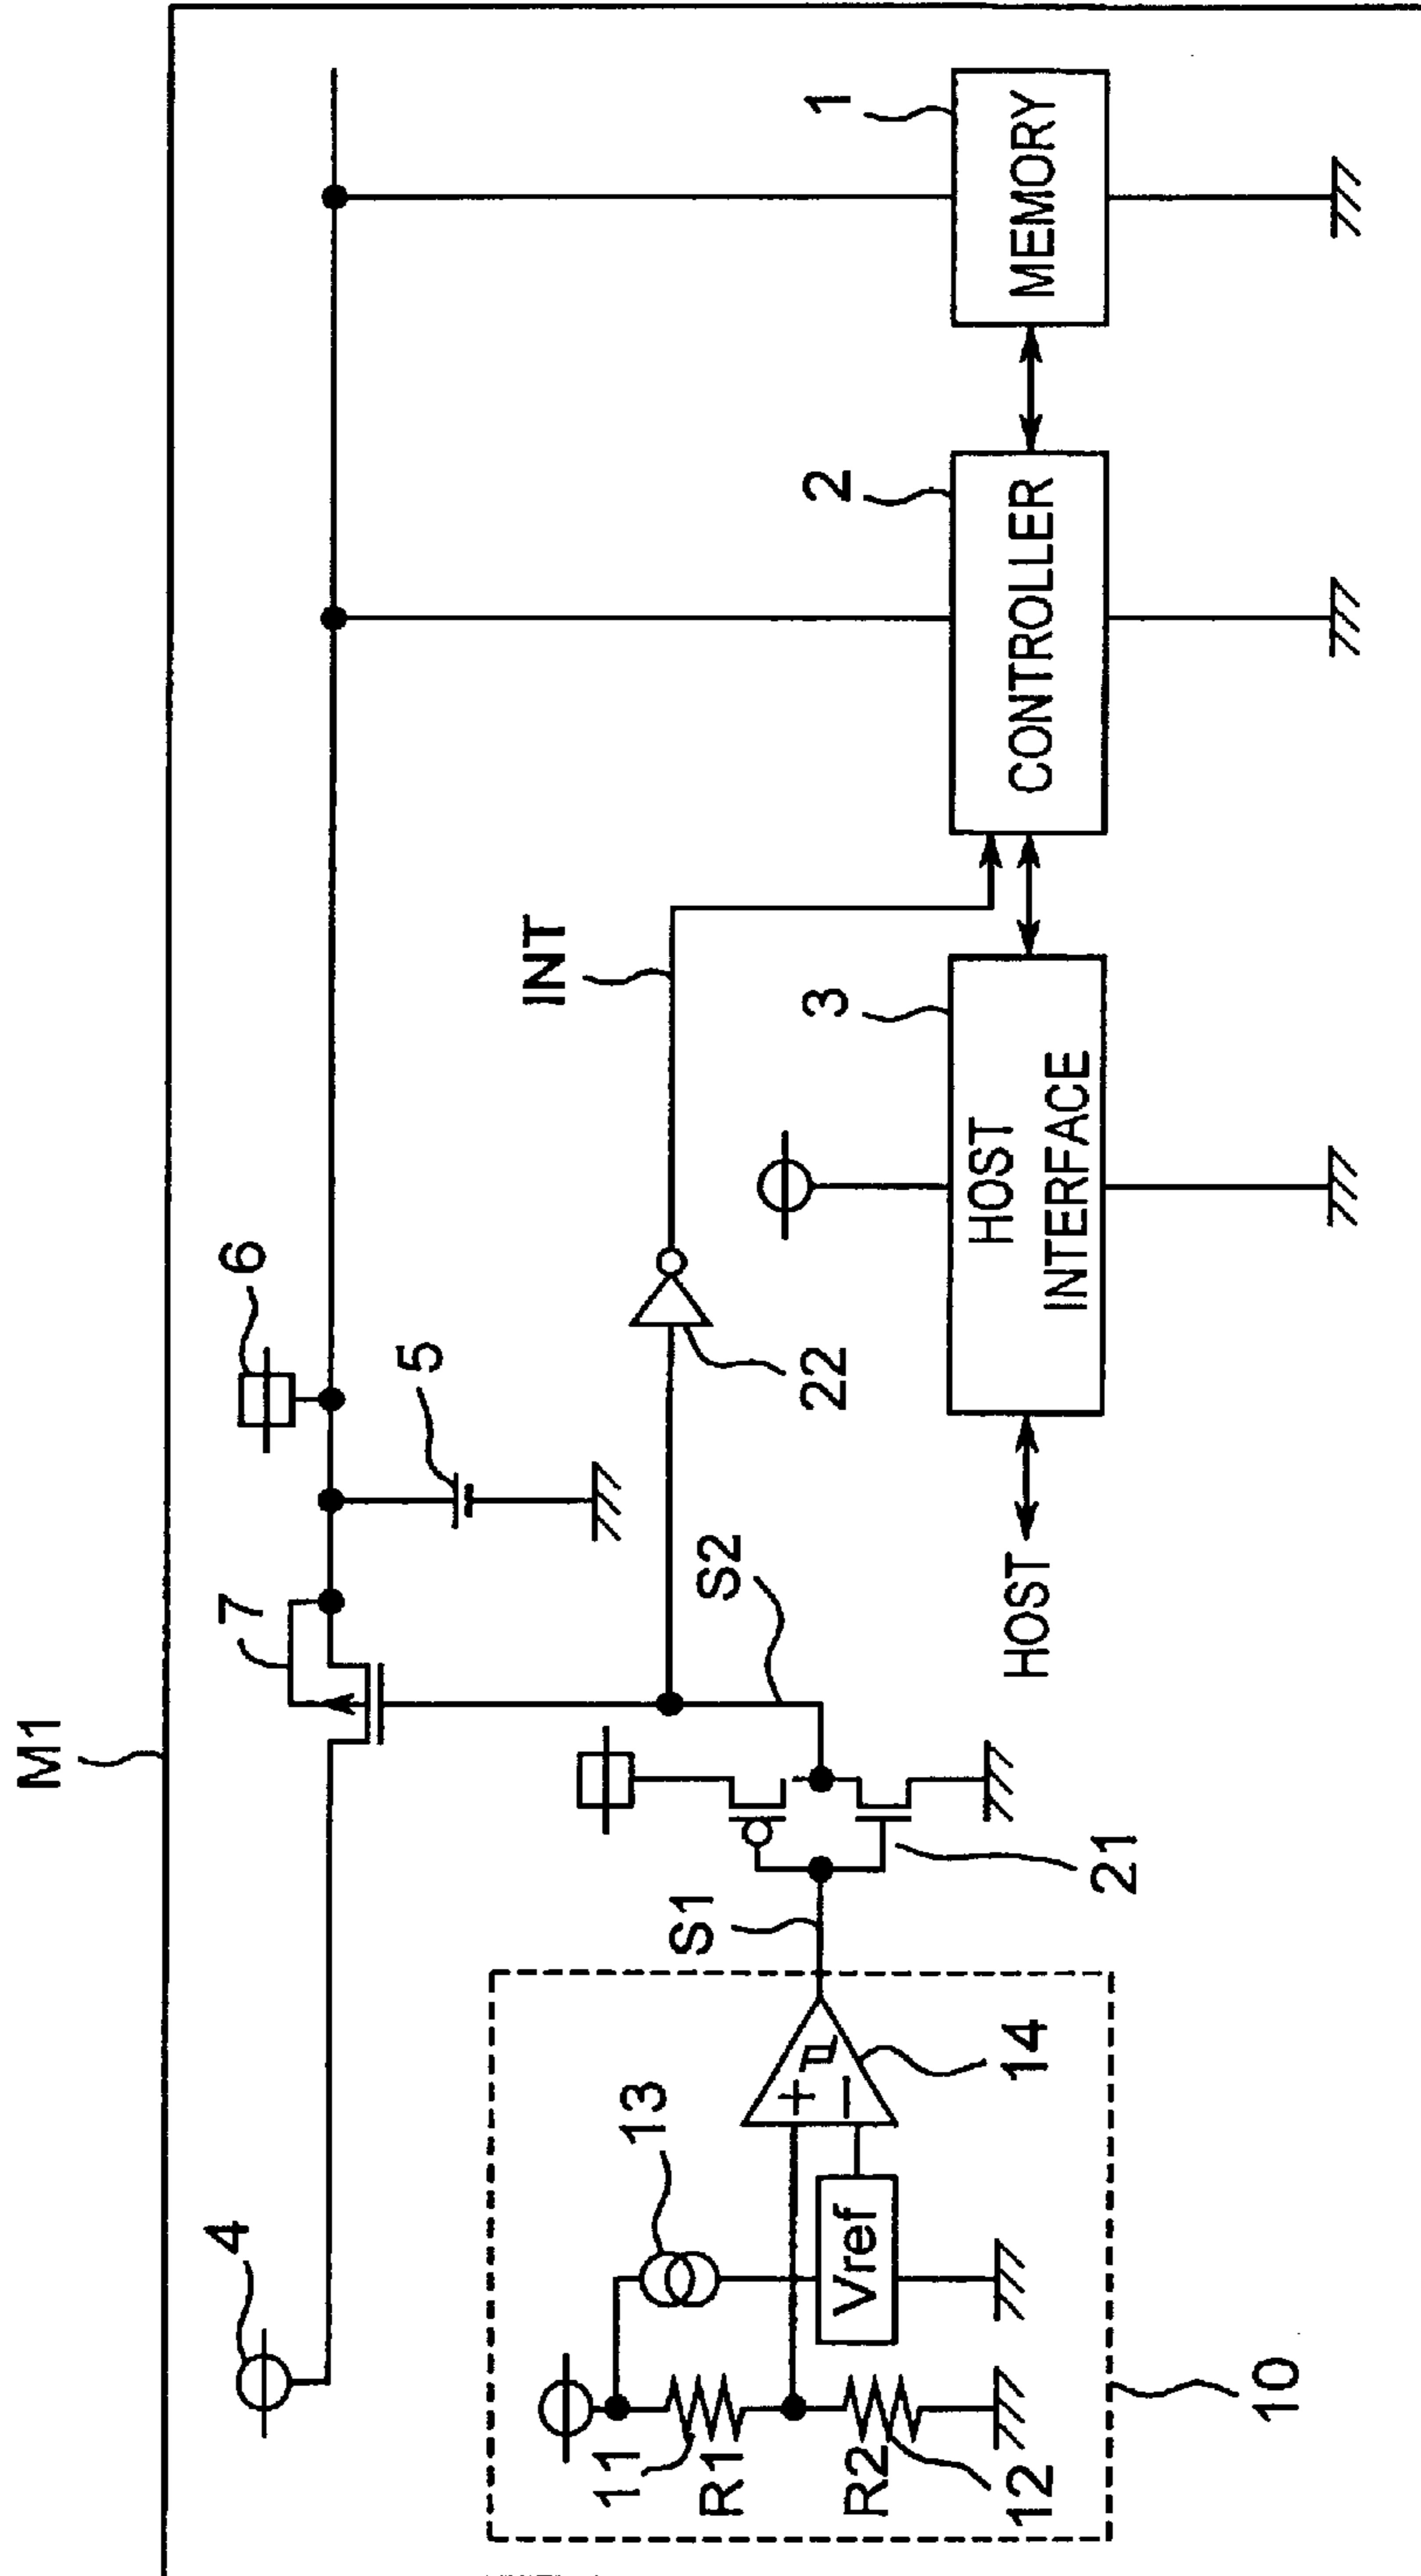 M1
4
7
6
5
INT
1
MEMORY
2
CONTROLLER
3
HOST
INTERFACE
HOST
22
S2
S1
21
13
14
+
−
Vref
11
R1
R2
12
10